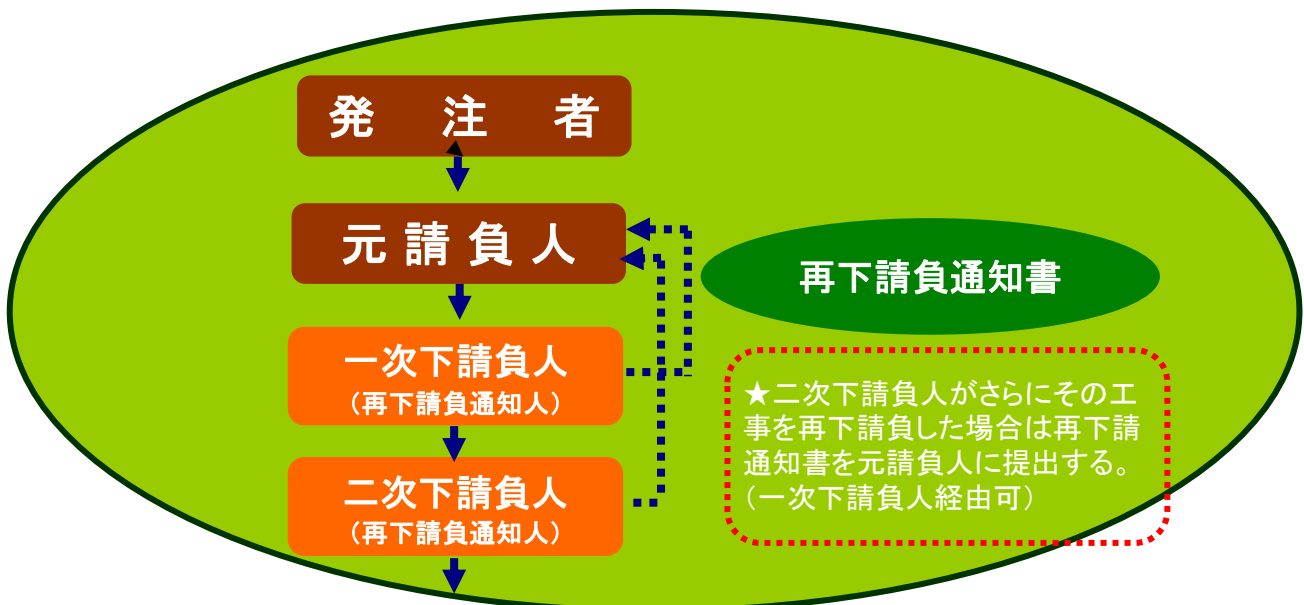 発 注 者
元 請 負 人
再下請負通知書
一次下請負人
（再下請負通知人）
二次下請負人
（再下請負通知人）
★二次下請負人がさらにその工
事を再下請負した場合は再下請
通知書を元請負人に提出する。
（一次下請負人経由可）